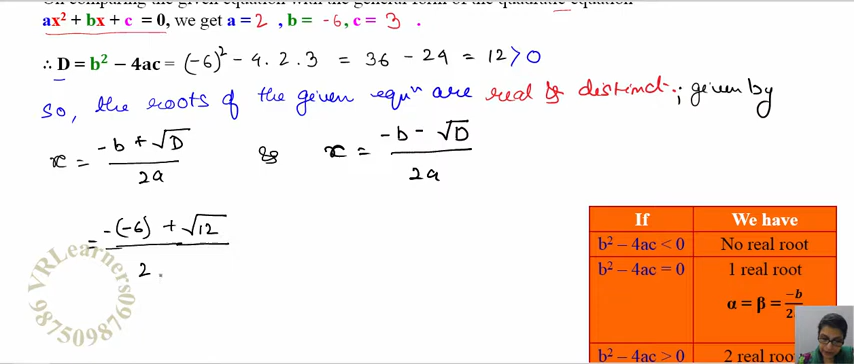 On comparing the given equation with the general form of the quadratic equation
ax² + bx + c = 0, we get a = 2 , b = -6, c = 3 .
∴ D = b² – 4ac = (-6)² - 4. 2. 3 = 36 - 24 = 12 > 0
So, the roots of the given equⁿ are real & distinct.; given by
x = (-b + √D)/2a & x = (-b - √D)/2a
= (-(-6) + √12)/2.
If We have
b² – 4ac < 0 No real root
b² – 4ac = 0 1 real root
α = β = -b/2
b² – 4ac > 0 2 real roo
VRLearners
09875098760